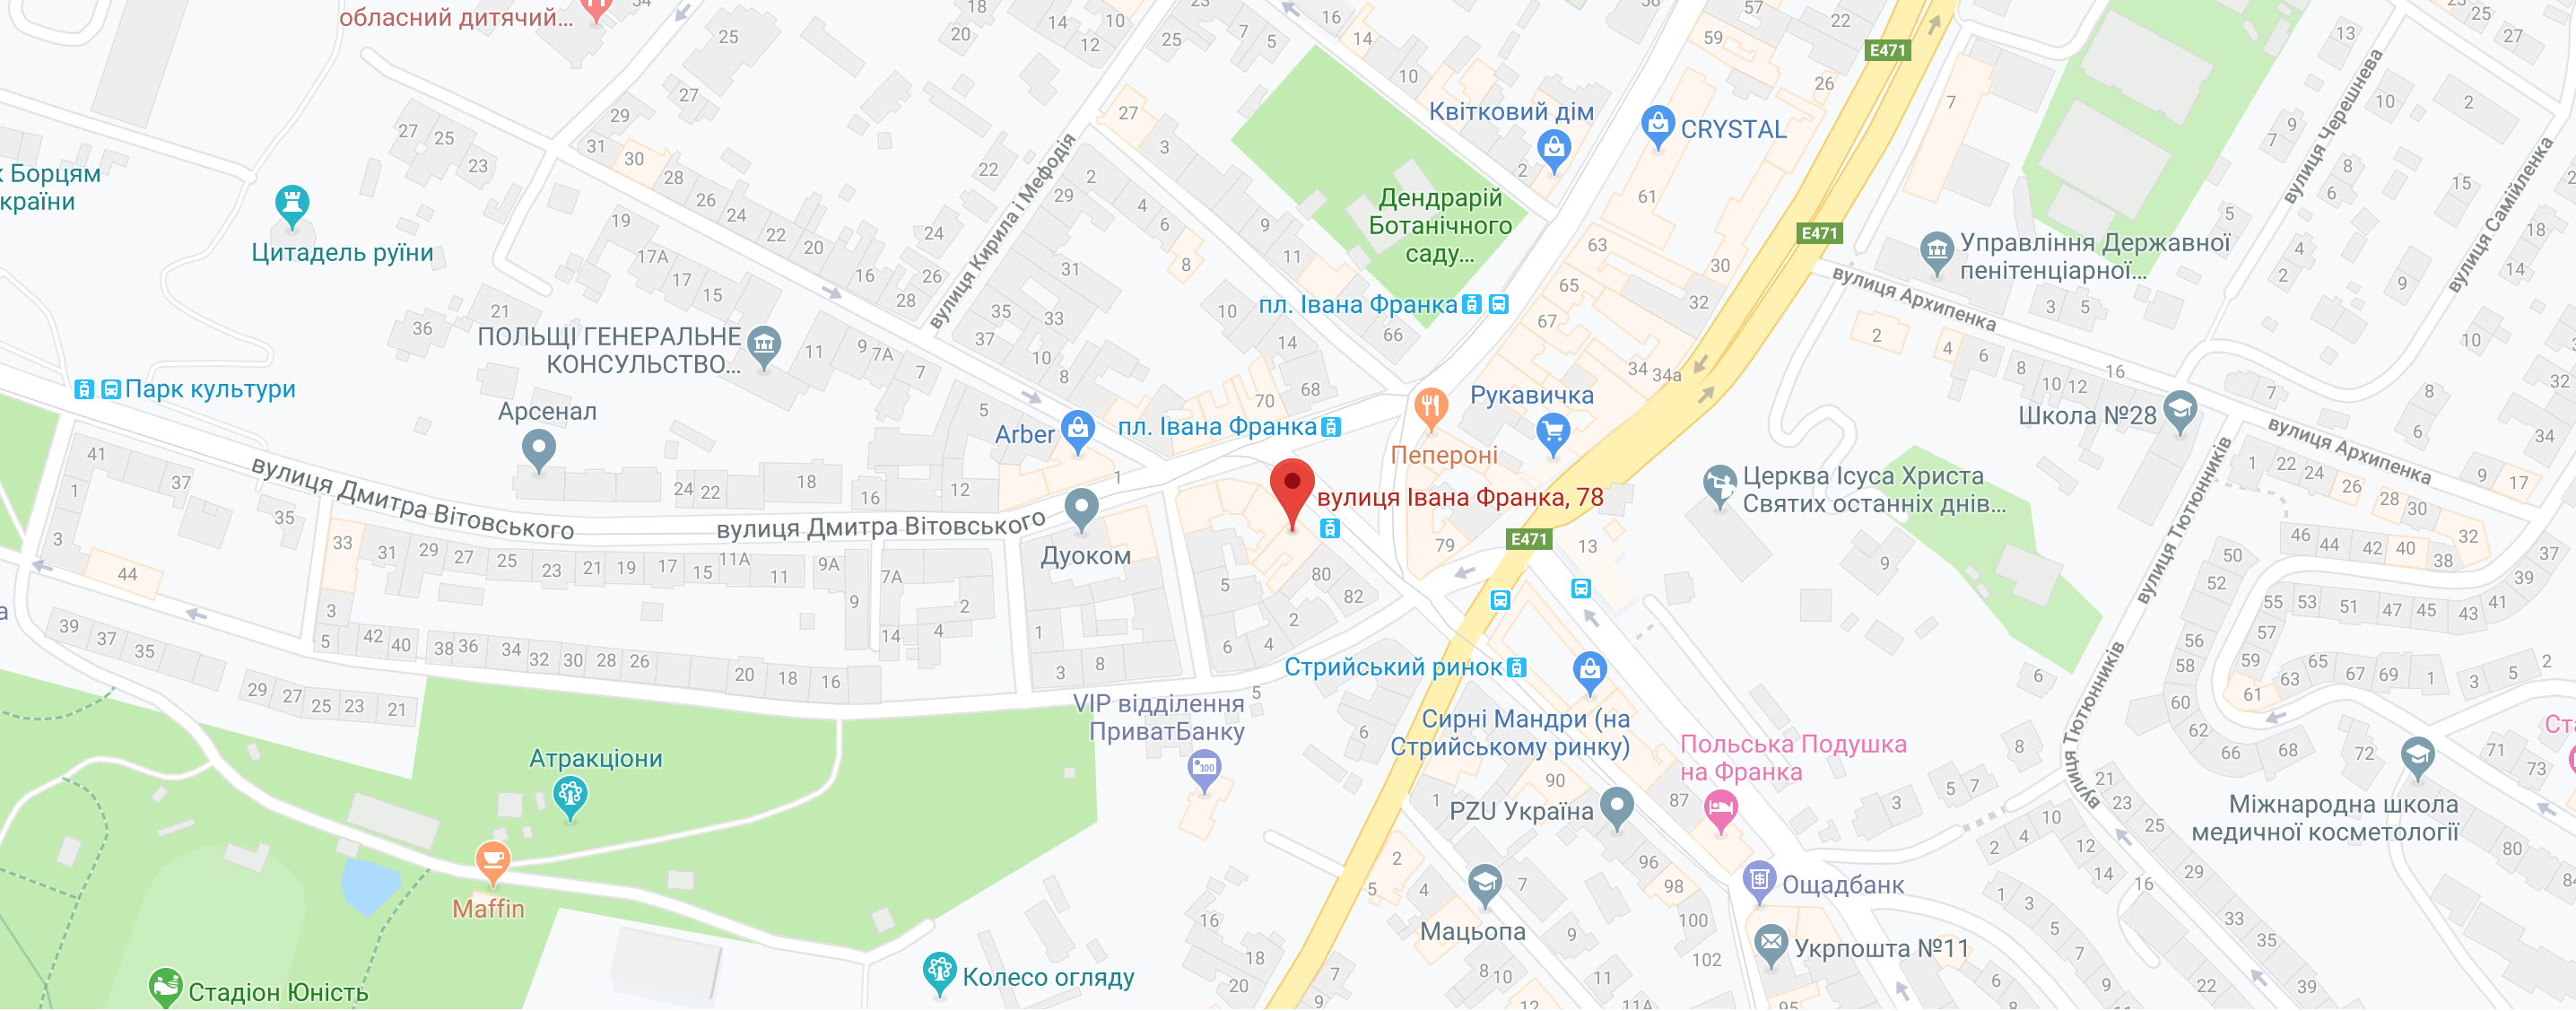 обласний дитячий...
E471
Квітковий дім
CRYSTAL
вулиця Черешнева
вулиця Самійленка
к Борцям
країни
Цитадель руїни
вулиця Кирила і Мефодія
Дендрарій
Ботанічного
саду...
E471
Управління Державної
пенітенціарної...
вулиця Архипенка
пл. Івана Франка
ПОЛЬЩІ ГЕНЕРАЛЬНЕ
КОНСУЛЬСТВО...
Парк культури
Арсенал
Arber
пл. Івана Франка
Рукавичка
Пепероні
Школа №28
вулиця Архипенка
вулиця Дмитра Вітовського
вулиця Дмитра Вітовського
Дуоком
вулиця Івана Франка, 78
E471
Церква Ісуса Христа
Святих останніх днів...
вулиця Тютюнників
вулиця Тютюнників
Стрийський ринок
VIP відділення
ПриватБанку
Сирні Мандри (на
Стрийському ринку)
Польська Подушка
на Франка
Атракціони
PZU Україна
Міжнародна школа
медичної косметології
Maffin
Ощадбанк
Мацьопа
Укрпошта №11
Колесо огляду
Стадіон Юність